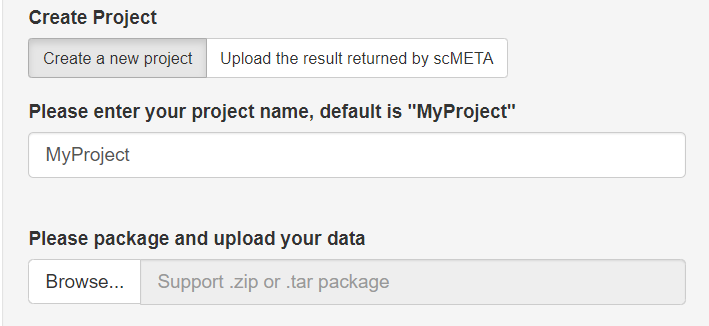 Create Project
Create a new project Upload the result returned by scMETA
Please enter your project name, default is "MyProject"
MyProject
Please package and upload your data
Browse... Support .zip or .tar package